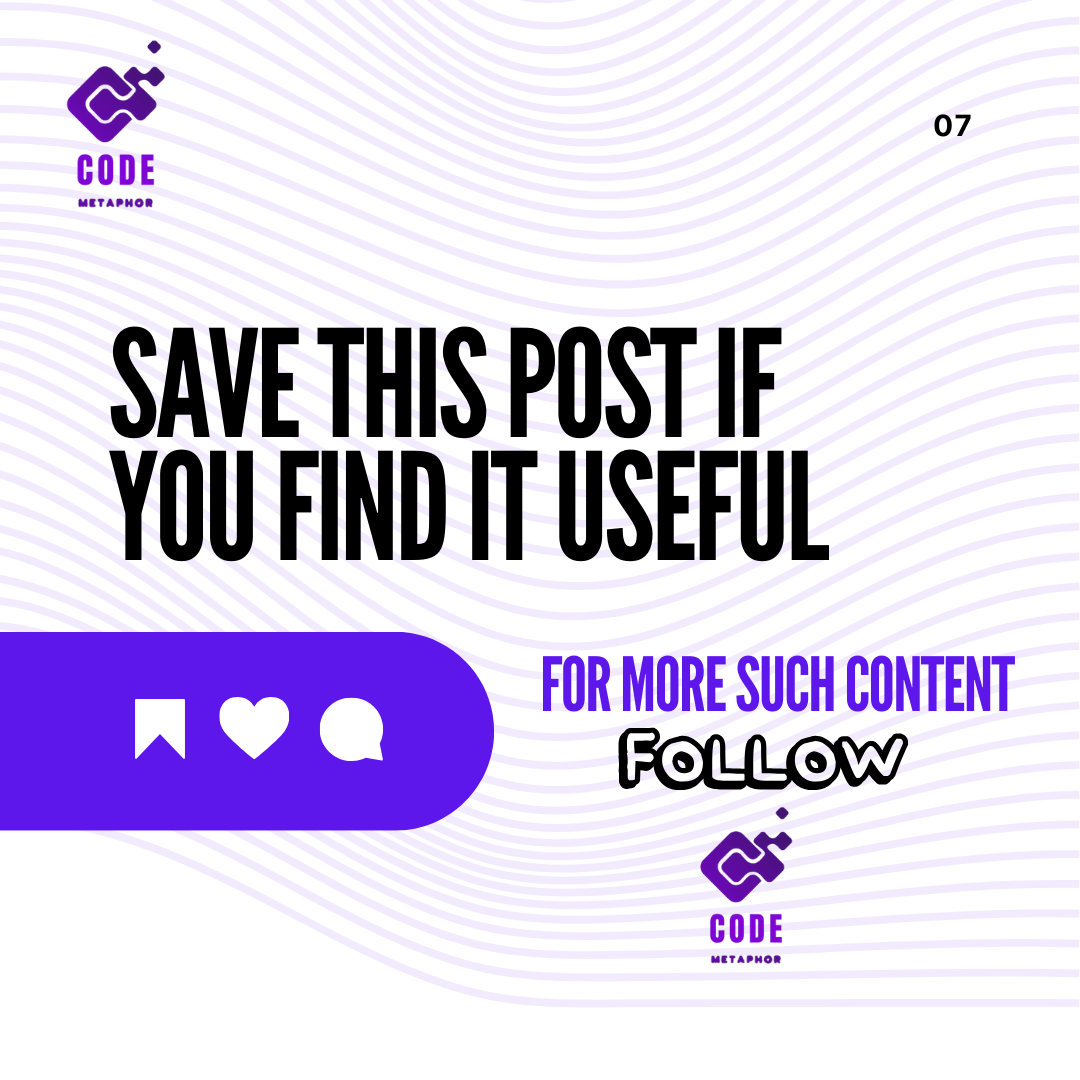 CODE
METAPHOR
07
SAVE THIS POST IF
YOU FIND IT USEFUL
FOR MORE SUCH CONTENT
FOLLOW
CODE
METAPHOR